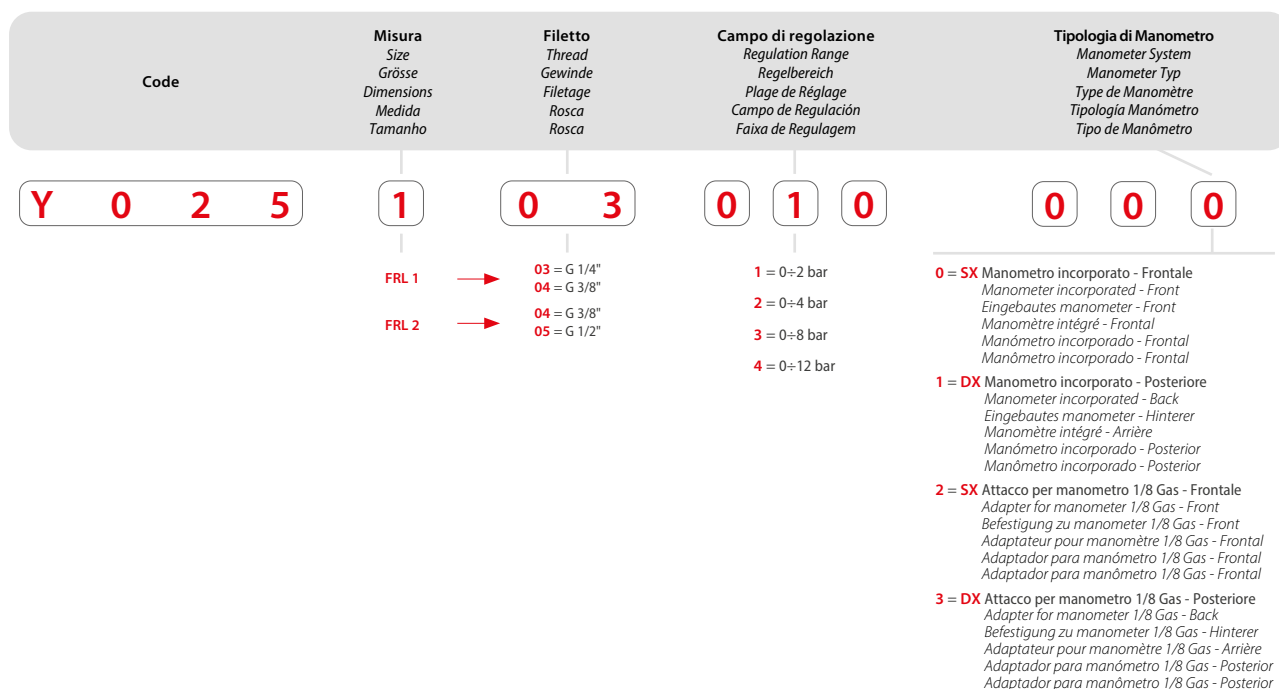 Code
Misura
Size
Grösse
Dimensions
Medida
Tamanho
Filetto
Thread
Gewinde
Filetage
Rosca
Rosca
Campo di regolazione
Regulation Range
Regelbereich
Plage de Réglage
Campo de Regulación
Faixa de Regulagem
Tipologia di Manometro
Manometer System
Manometer Typ
Type de Manomètre
Tipología Manómetro
Tipo de Manômetro
Y 0 2 5 1 0 3 0 1 0 0 0 0
FRL 1
03 = G 1/4"
04 = G 3/8"
FRL 2
04 = G 3/8"
05 = G 1/2"
1 = 0÷2 bar
2 = 0÷4 bar
3 = 0÷8 bar
4 = 0÷12 bar
0 = SX Manometro incorporato - Frontale
Manometer incorporated - Front
Eingebautes manometer - Front
Manomètre intégré - Frontal
Manómetro incorporado - Frontal
Manômetro incorporado - Frontal
1 = DX Manometro incorporato - Posteriore
Manometer incorporated - Back
Eingebautes manometer - Hinterer
Manomètre intégré - Arrière
Manómetro incorporado - Posterior
Manômetro incorporado - Posterior
2 = SX Attacco per manometro 1/8 Gas - Frontale
Adapter for manometer 1/8 Gas - Front
Befestigung zu manometer 1/8 Gas - Front
Adaptateur pour manomètre 1/8 Gas - Frontal
Adaptador para manómetro 1/8 Gas - Frontal
Adaptador para manômetro 1/8 Gas - Frontal
3 = DX Attacco per manometro 1/8 Gas - Posteriore
Adapter for manometer 1/8 Gas - Back
Befestigung zu manometer 1/8 Gas - Hinterer
Adaptateur pour manomètre 1/8 Gas - Arrière
Adaptador para manómetro 1/8 Gas - Posterior
Adaptador para manômetro 1/8 Gas - Posterior